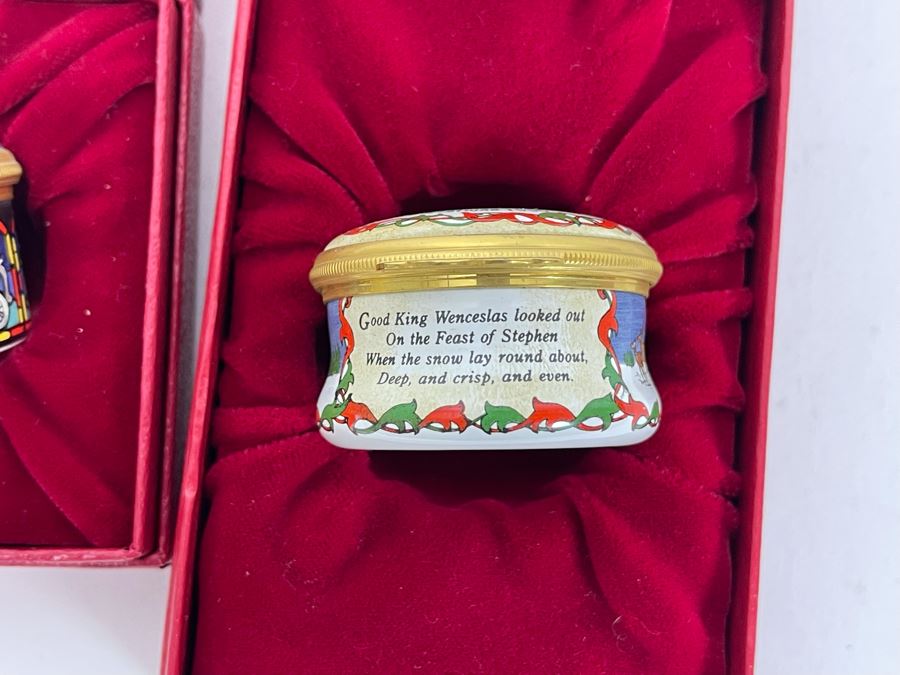 Good King Wenceslas looked out
On the Feast of Stephen
When the snow lay round about,
Deep, and crisp, and even.